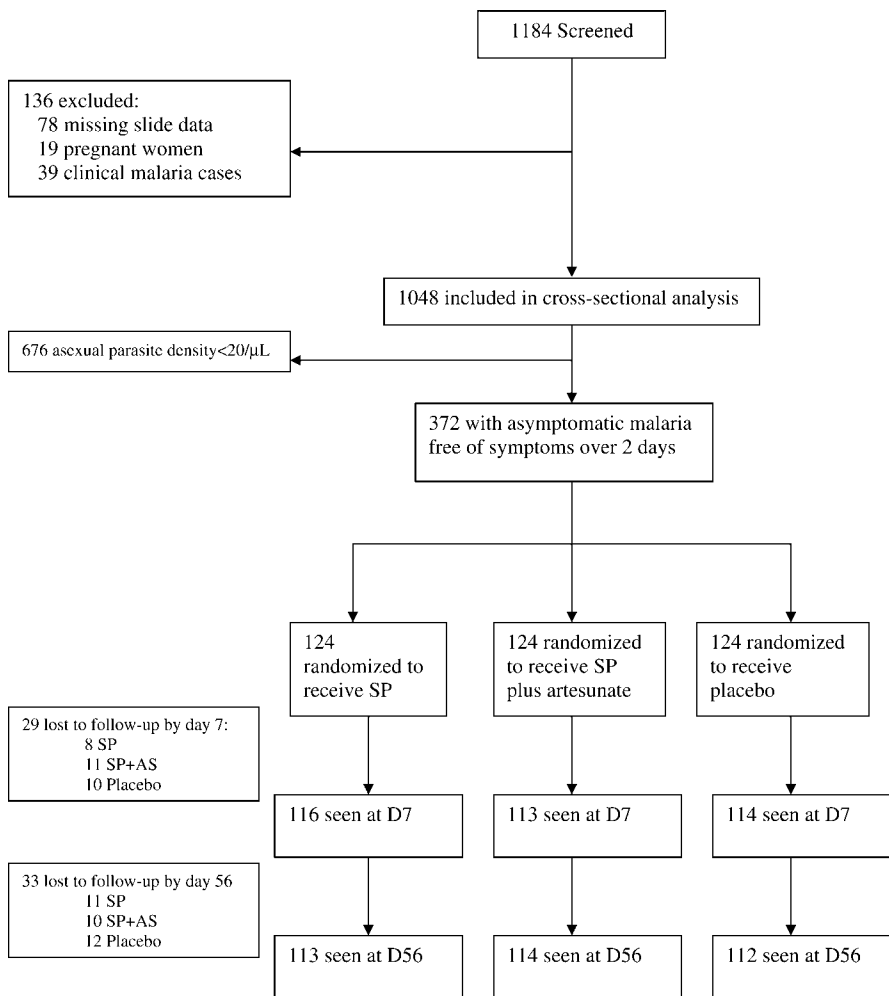 1184 Screened
136 excluded:
78 missing slide data
19 pregnant women
39 clinical malaria cases
1048 included in cross-sectional analysis
676 asexual parasite density<20/µL
372 with asymptomatic malaria
free of symptoms over 2 days
124
randomized to
receive SP
124 randomized
to receive SP
plus artesunate
124 randomized
to receive
placebo
29 lost to follow-up by day 7:
8 SP
11 SP+AS
10 Placebo
116 seen at D7
113 seen at D7
114 seen at D7
33 lost to follow-up by day 56
11 SP
10 SP+AS
12 Placebo
113 seen at D56
114 seen at D56
112 seen at D56